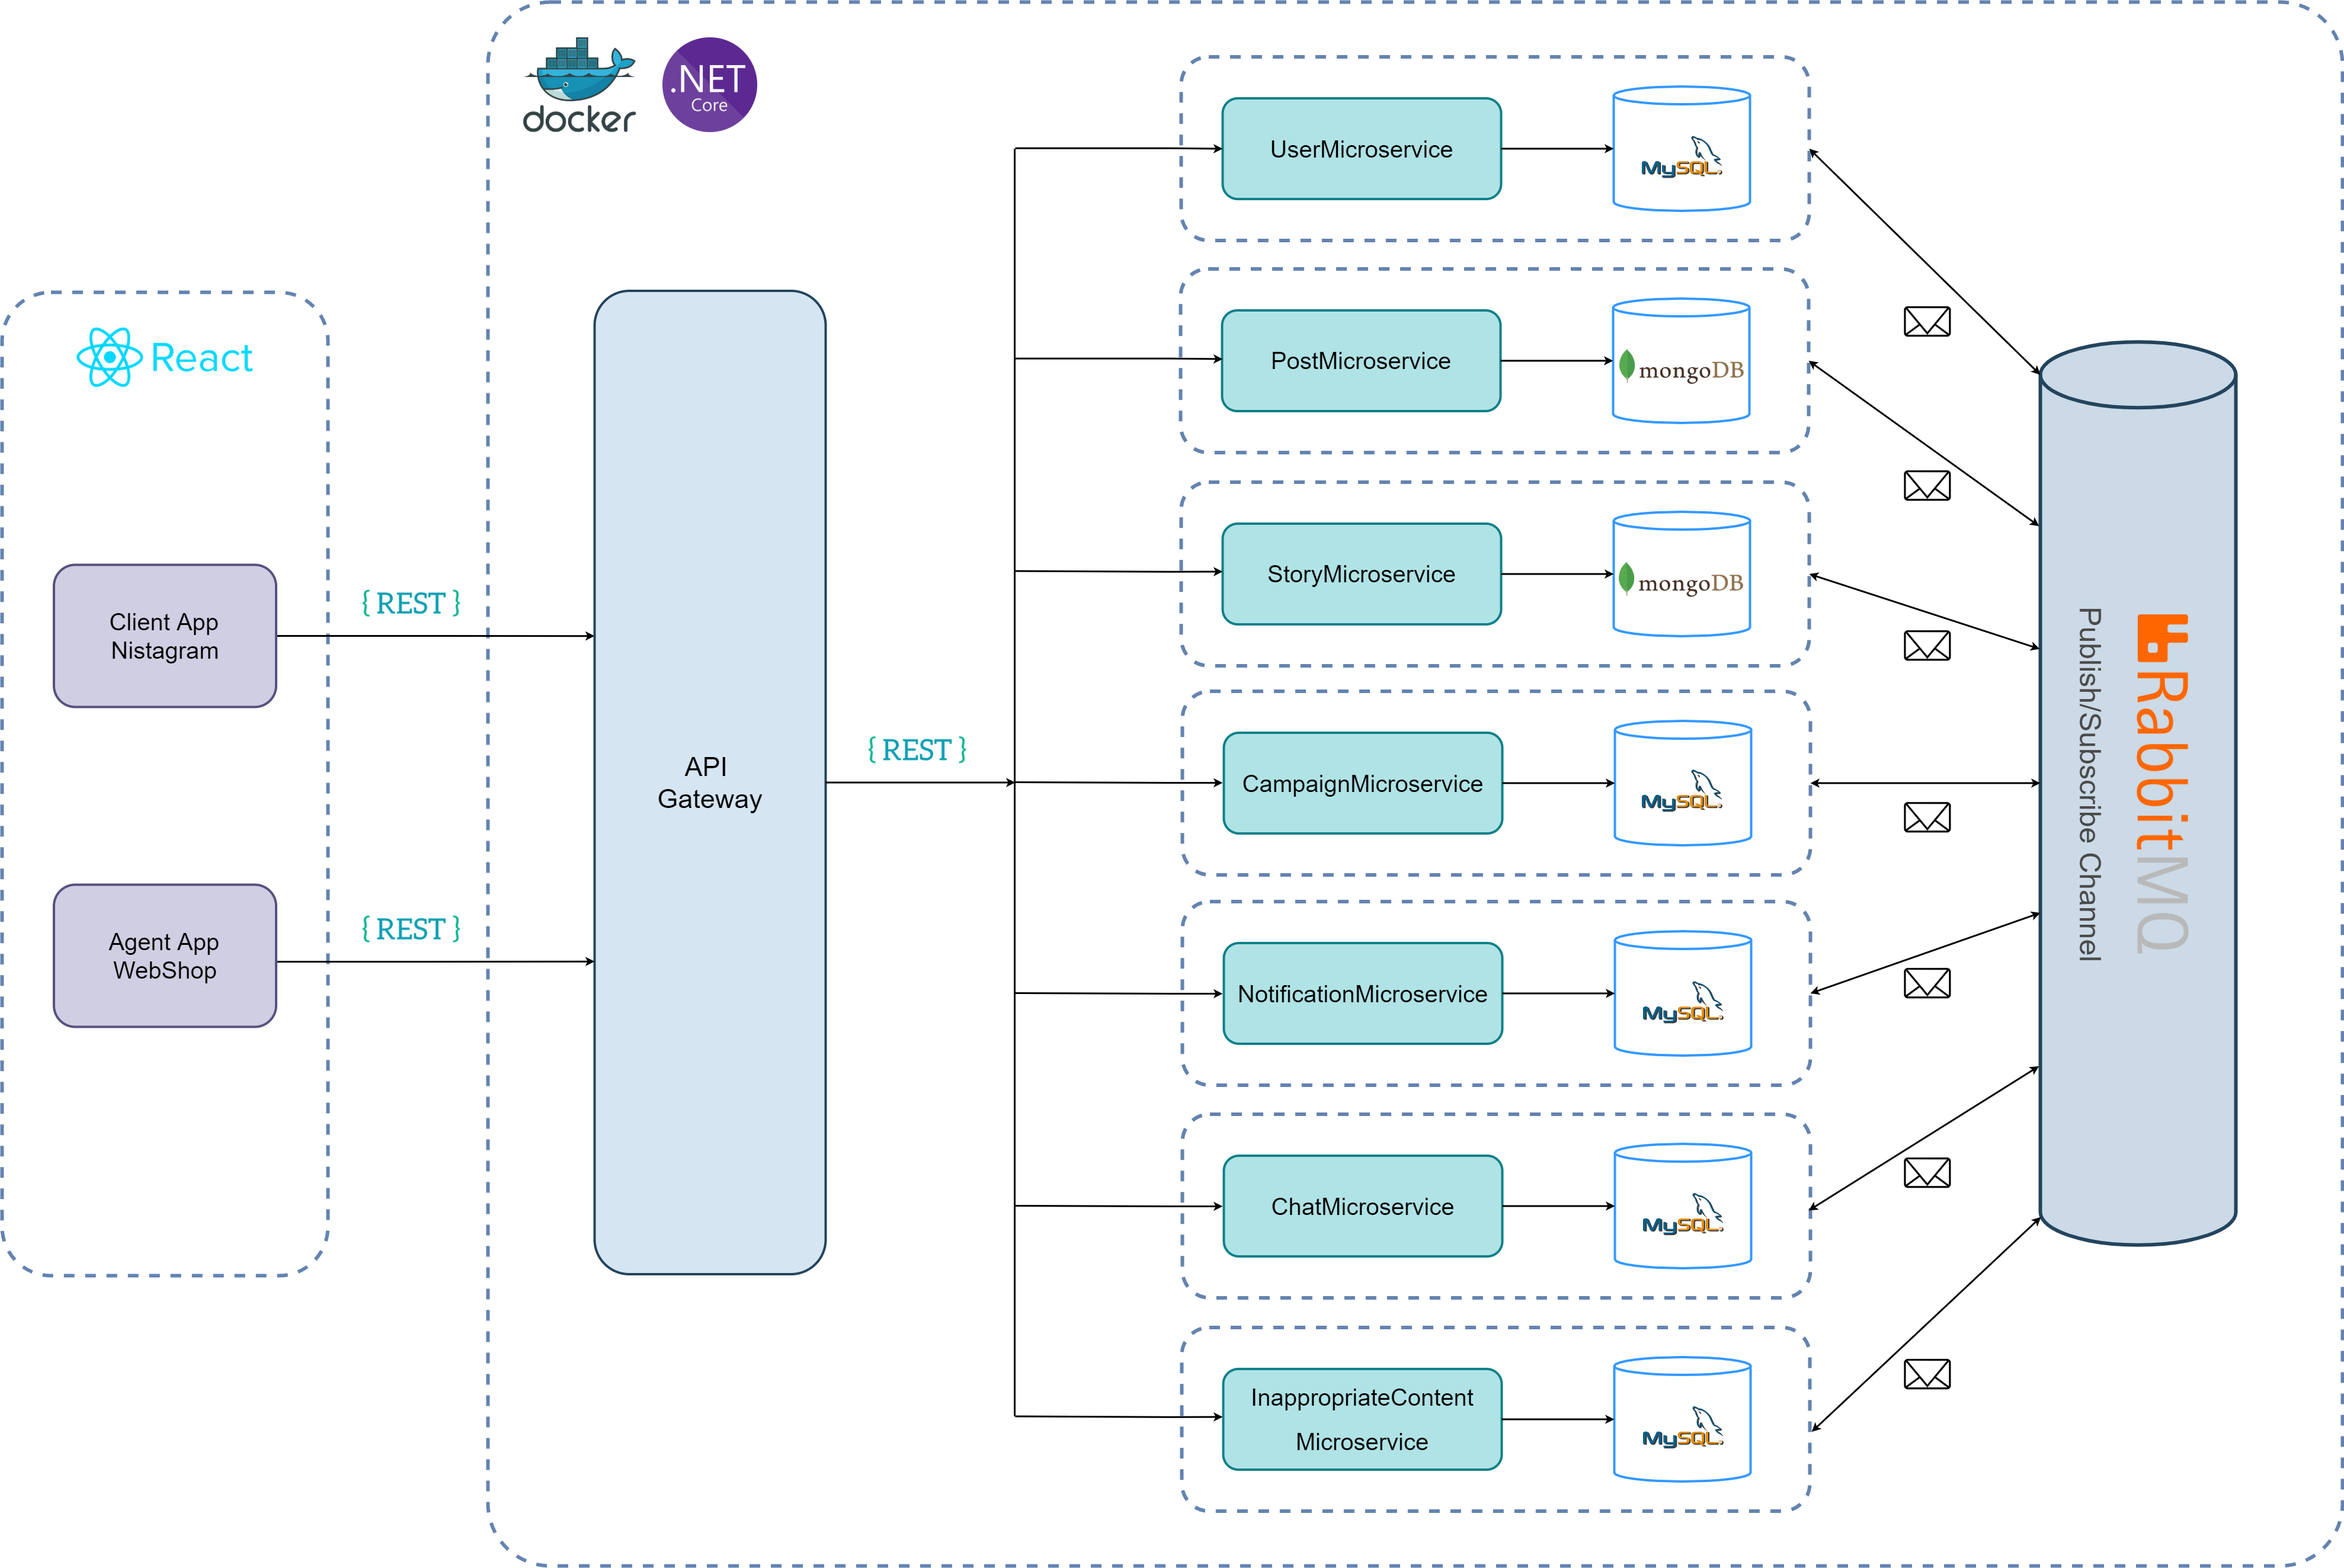 docker
.NET
Core
React
Client App
Nistagram
{ REST }
Agent App
WebShop
{ REST }
API
Gateway
{ REST }
UserMicroservice
MySQL
PostMicroservice
mongoDB
StoryMicroservice
mongoDB
CampaignMicroservice
MySQL
NotificationMicroservice
MySQL
ChatMicroservice
MySQL
InappropriateContent
Microservice
MySQL
RabbitMQ
Publish/Subscribe Channel